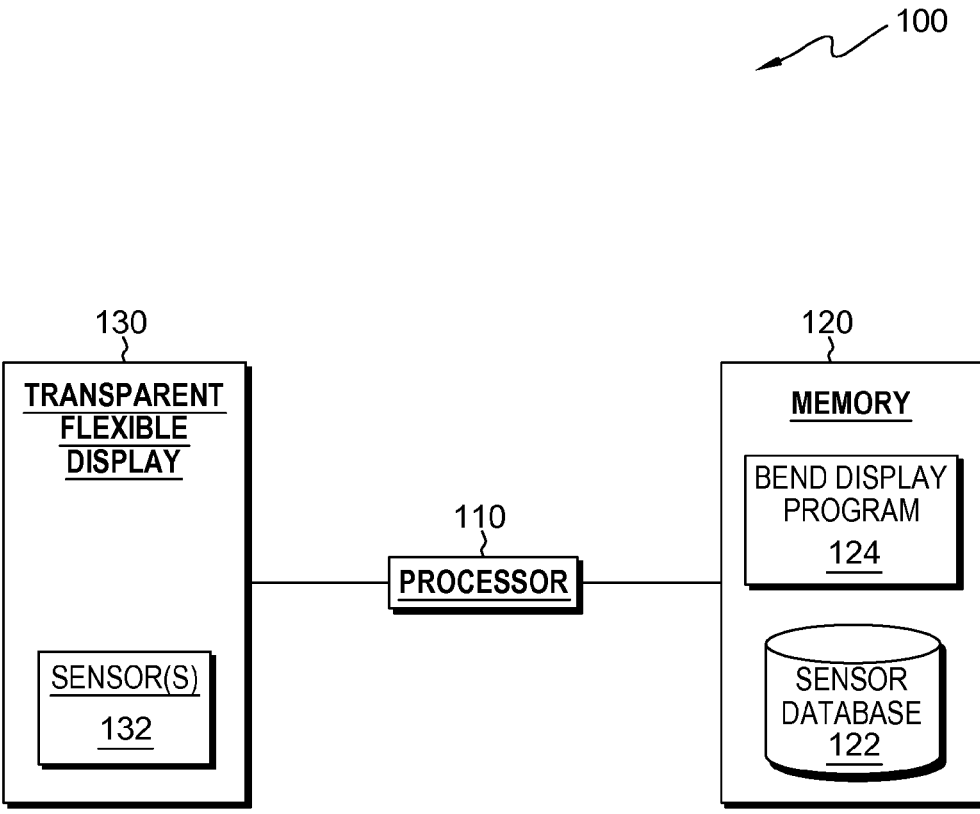 100
130
TRANSPARENT
FLEXIBLE
DISPLAY
SENSOR(S)
132
110
PROCESSOR
120
MEMORY
BEND DISPLAY
PROGRAM
124
SENSOR
DATABASE
122